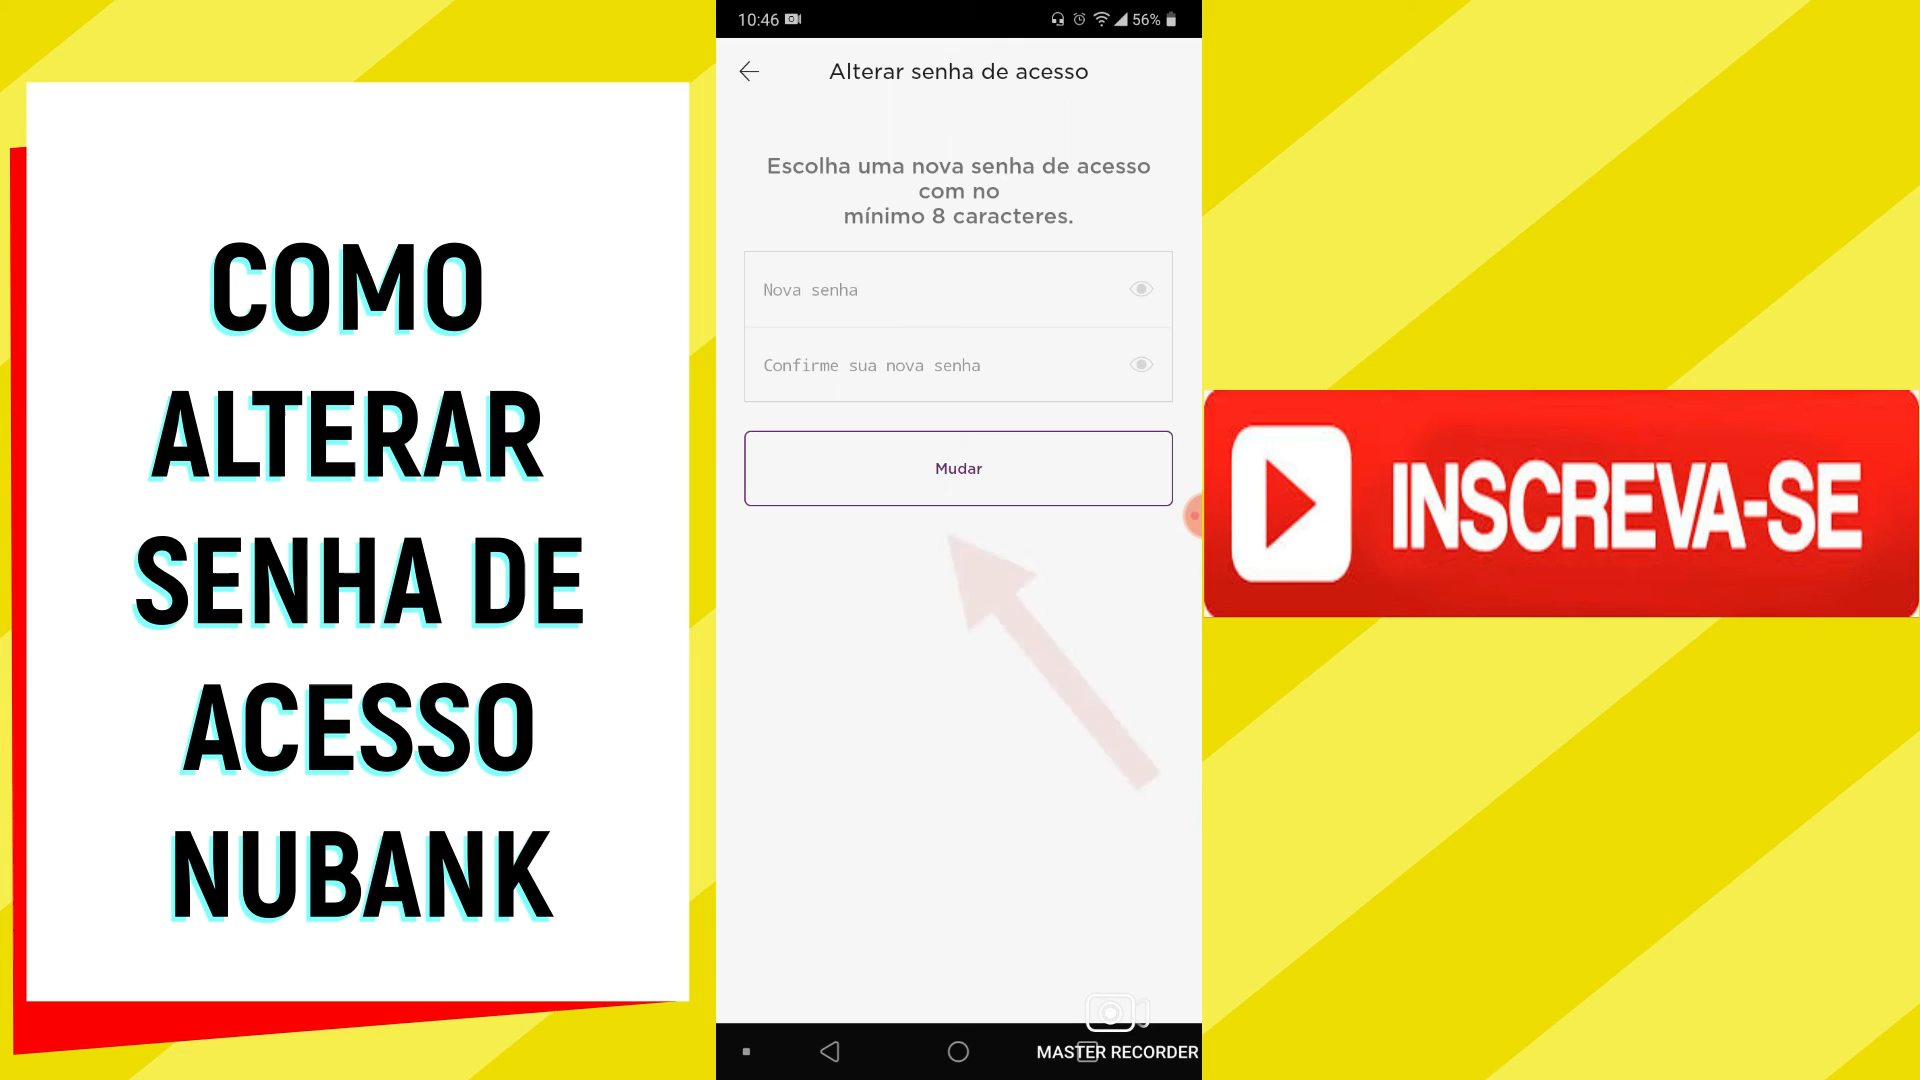 COMO
ALTERAR
SENHA DE
ACESSO
NUBANK
10:46
56%
Alterar senha de acesso
Escolha uma nova senha de acesso
com no
mínimo 8 caracteres.
Nova senha
Confirme sua nova senha
Mudar
MASTER RECORDER
INSCREVA-SE